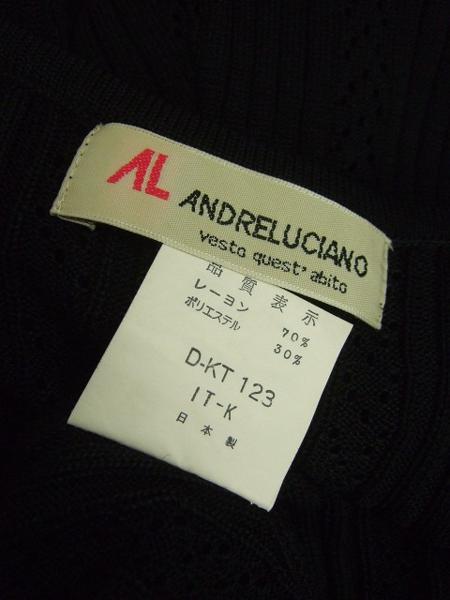 AL
ANDRELUCIANO
vesto quest'abito
品質表示
レーヨン 70%
ポリエステル 30%
D-KT 123
IT-K
日本製